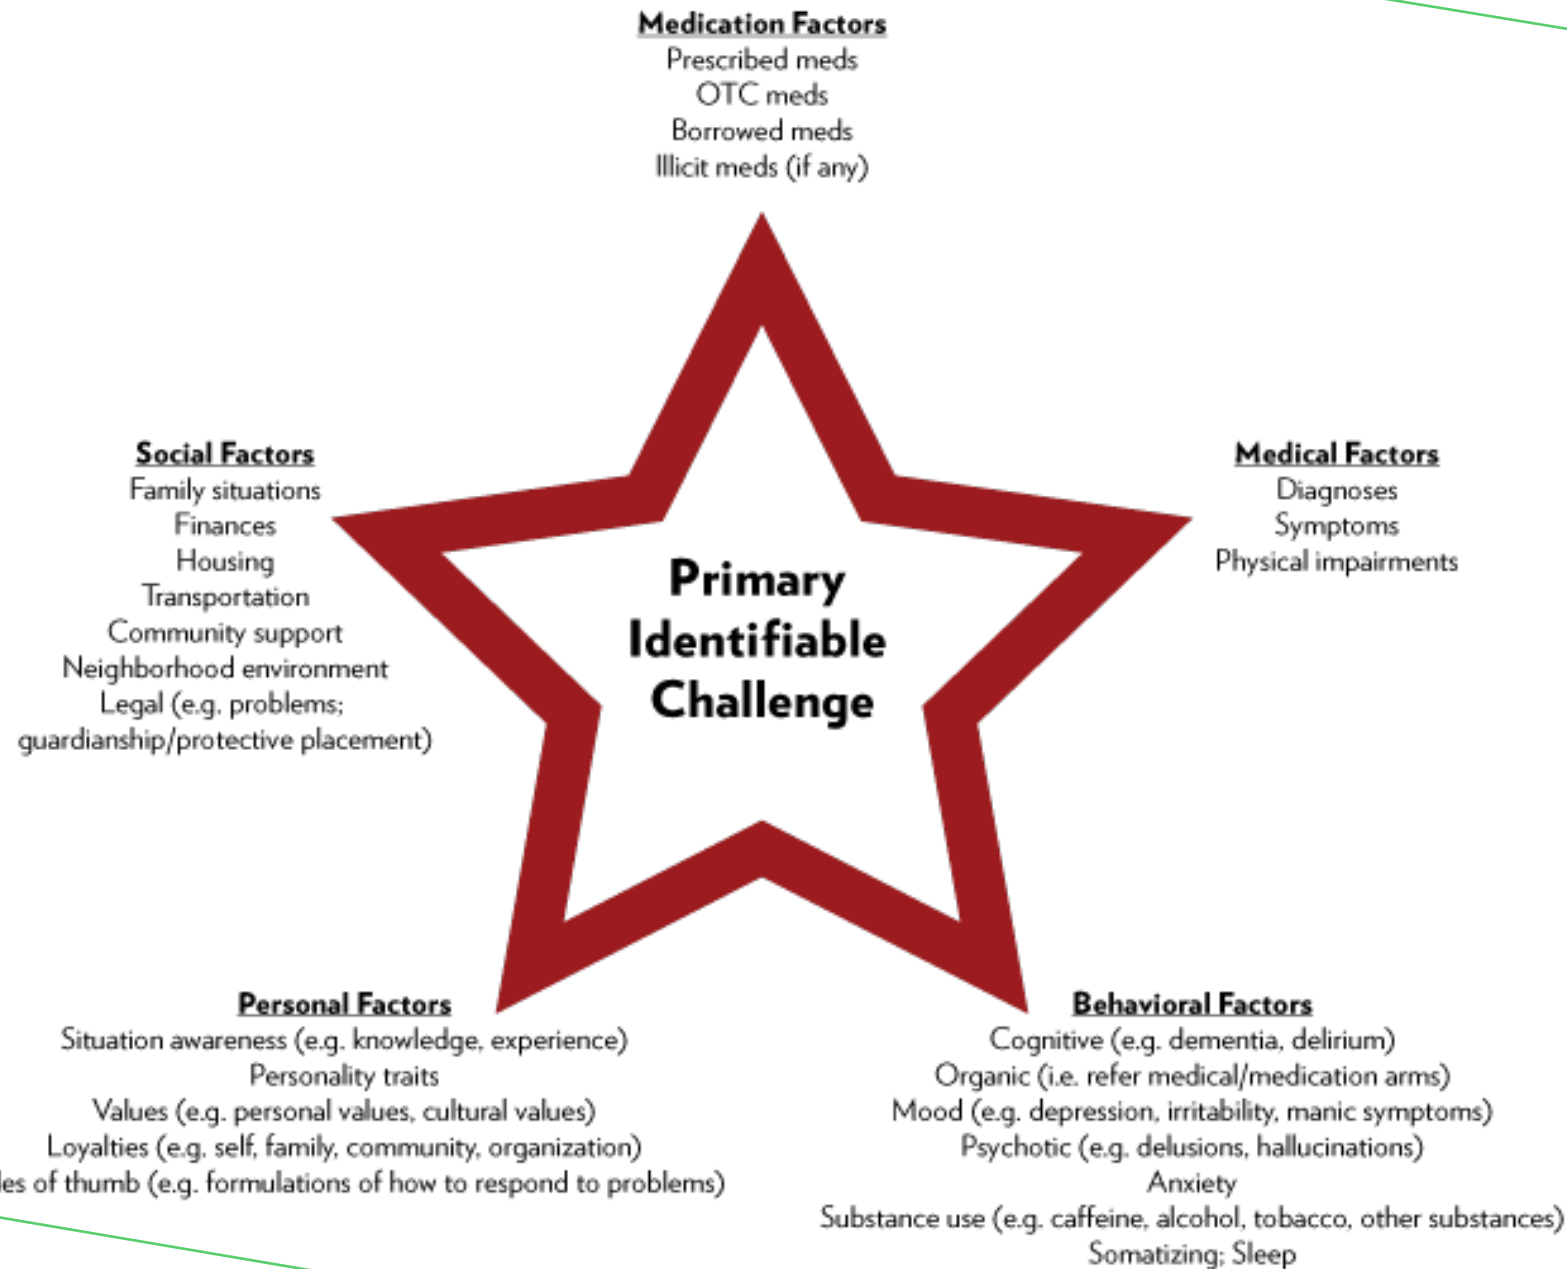 Medication Factors
Prescribed meds
OTC meds
Borrowed meds
Illicit meds (if any)
Social Factors
Family situations
Finances
Housing
Transportation
Community support
Neighborhood environment
Legal (e.g. problems;
guardianship/protective placement)
Medical Factors
Diagnoses
Symptoms
Physical impairments
Primary
Identifiable
Challenge
Personal Factors
Situation awareness (e.g. knowledge, experience)
Personality traits
Values (e.g. personal values, cultural values)
Loyalties (e.g. self, family, community, organization)
les of thumb (e.g. formulations of how to respond to problems)
Behavioral Factors
Cognitive (e.g. dementia, delirium)
Organic (i.e. refer medical/medication arms)
Mood (e.g. depression, irritability, manic symptoms)
Psychotic (e.g. delusions, hallucinations)
Anxiety
Substance use (e.g. caffeine, alcohol, tobacco, other substances)
Somatizing; Sleep